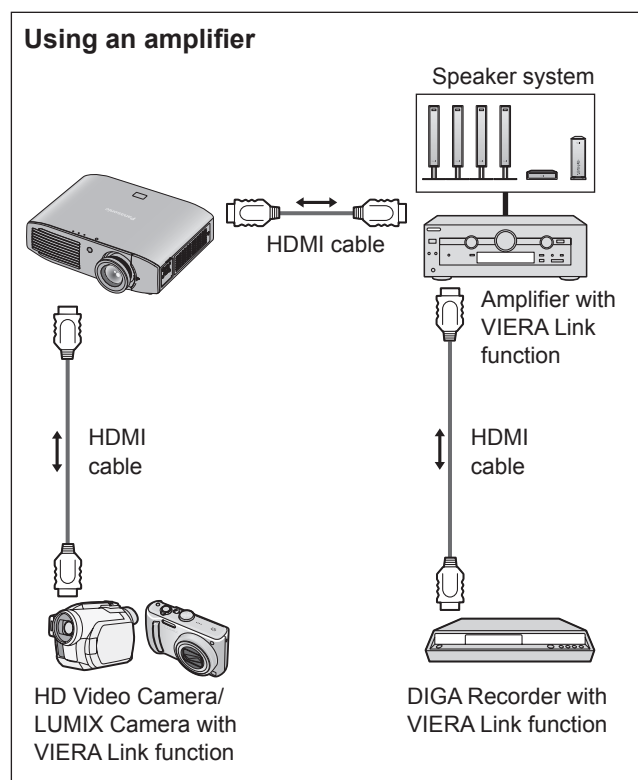 Using an amplifier
Speaker system
HDMI cable
Amplifier with
VIERA Link
function
HDMI
cable
HDMI
cable
HD Video Camera/
LUMIX Camera with
VIERA Link function
DIGA Recorder with
VIERA Link function